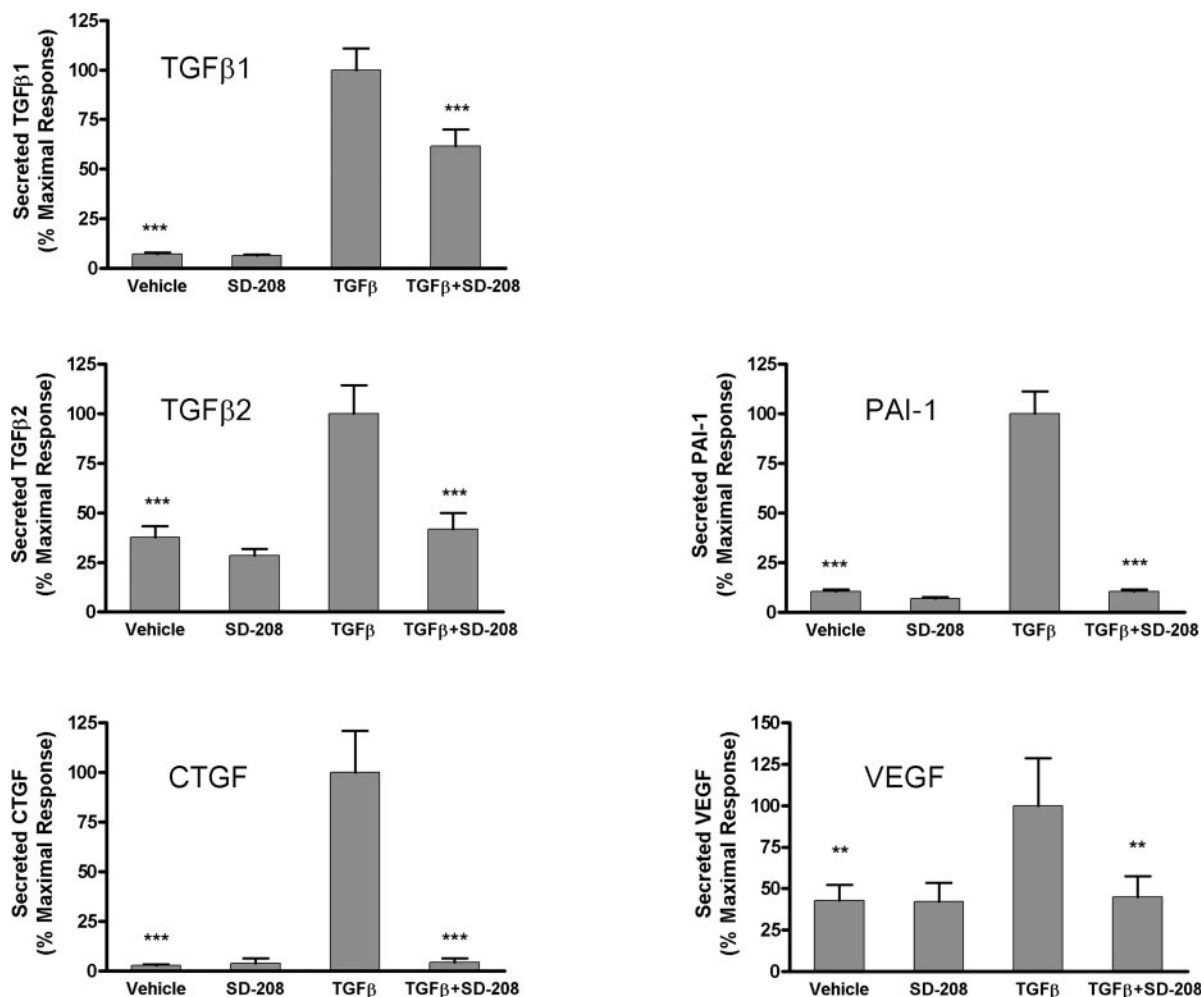 Secreted TGFβ1
(% Maximal Response)
125
100
75
50
25
0
TGFβ1
***
***
Vehicle SD-208 TGFβ TGFβ+SD-208
Secreted TGFβ2
(% Maximal Response)
125
100
75
50
25
0
TGFβ2
***
***
Vehicle SD-208 TGFβ TGFβ+SD-208
Secreted PAI-1
(% Maximal Response)
125
100
75
50
25
0
PAI-1
***
***
Vehicle SD-208 TGFβ TGFβ+SD-208
Secreted CTGF
(% Maximal Response)
125
100
75
50
25
0
CTGF
***
***
Vehicle SD-208 TGFβ TGFβ+SD-208
Secreted VEGF
(% Maximal Response)
150
125
100
75
50
25
0
VEGF
**
**
Vehicle SD-208 TGFβ TGFβ+SD-208